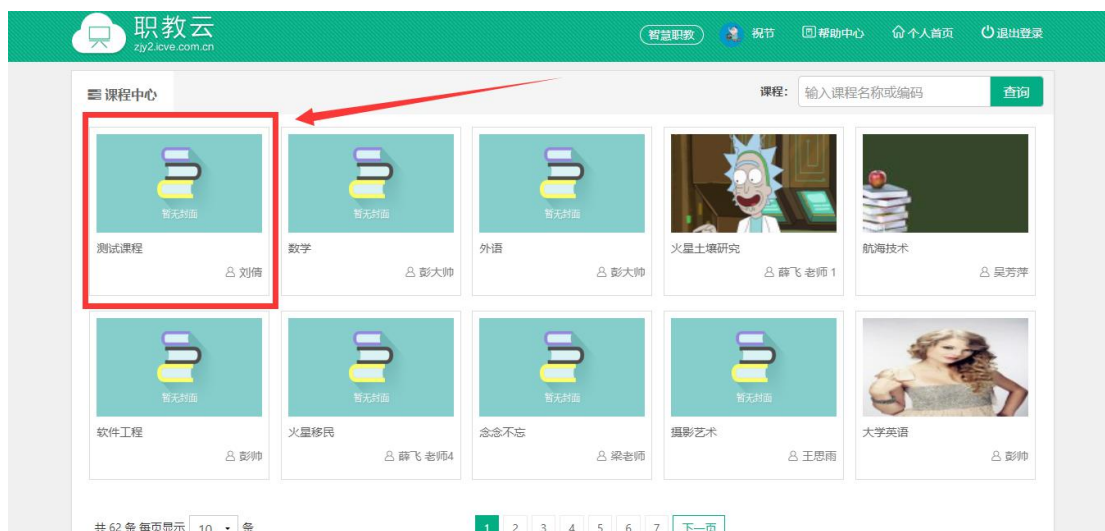 职教云
zjy2.icve.com.cn
智慧职教 祝节 帮助中心 个人首页 退出登录
课程中心 课程： 输入课程名称或编码 查询
暂无封面 暂无封面 暂无封面
测试课程 数学 外语 火星土壤研究 航海技术
刘倩 彭大帅 彭大帅 薛飞 老师 1 吴芳萍
暂无封面 暂无封面 暂无封面 暂无封面
软件工程 火星移民 念念不忘 摄影艺术 大学英语
彭帅 薛飞 老师4 梁老师 王思雨 彭帅
共 62 条 每页显示 10 条 1 2 3 4 5 6 7 下一页